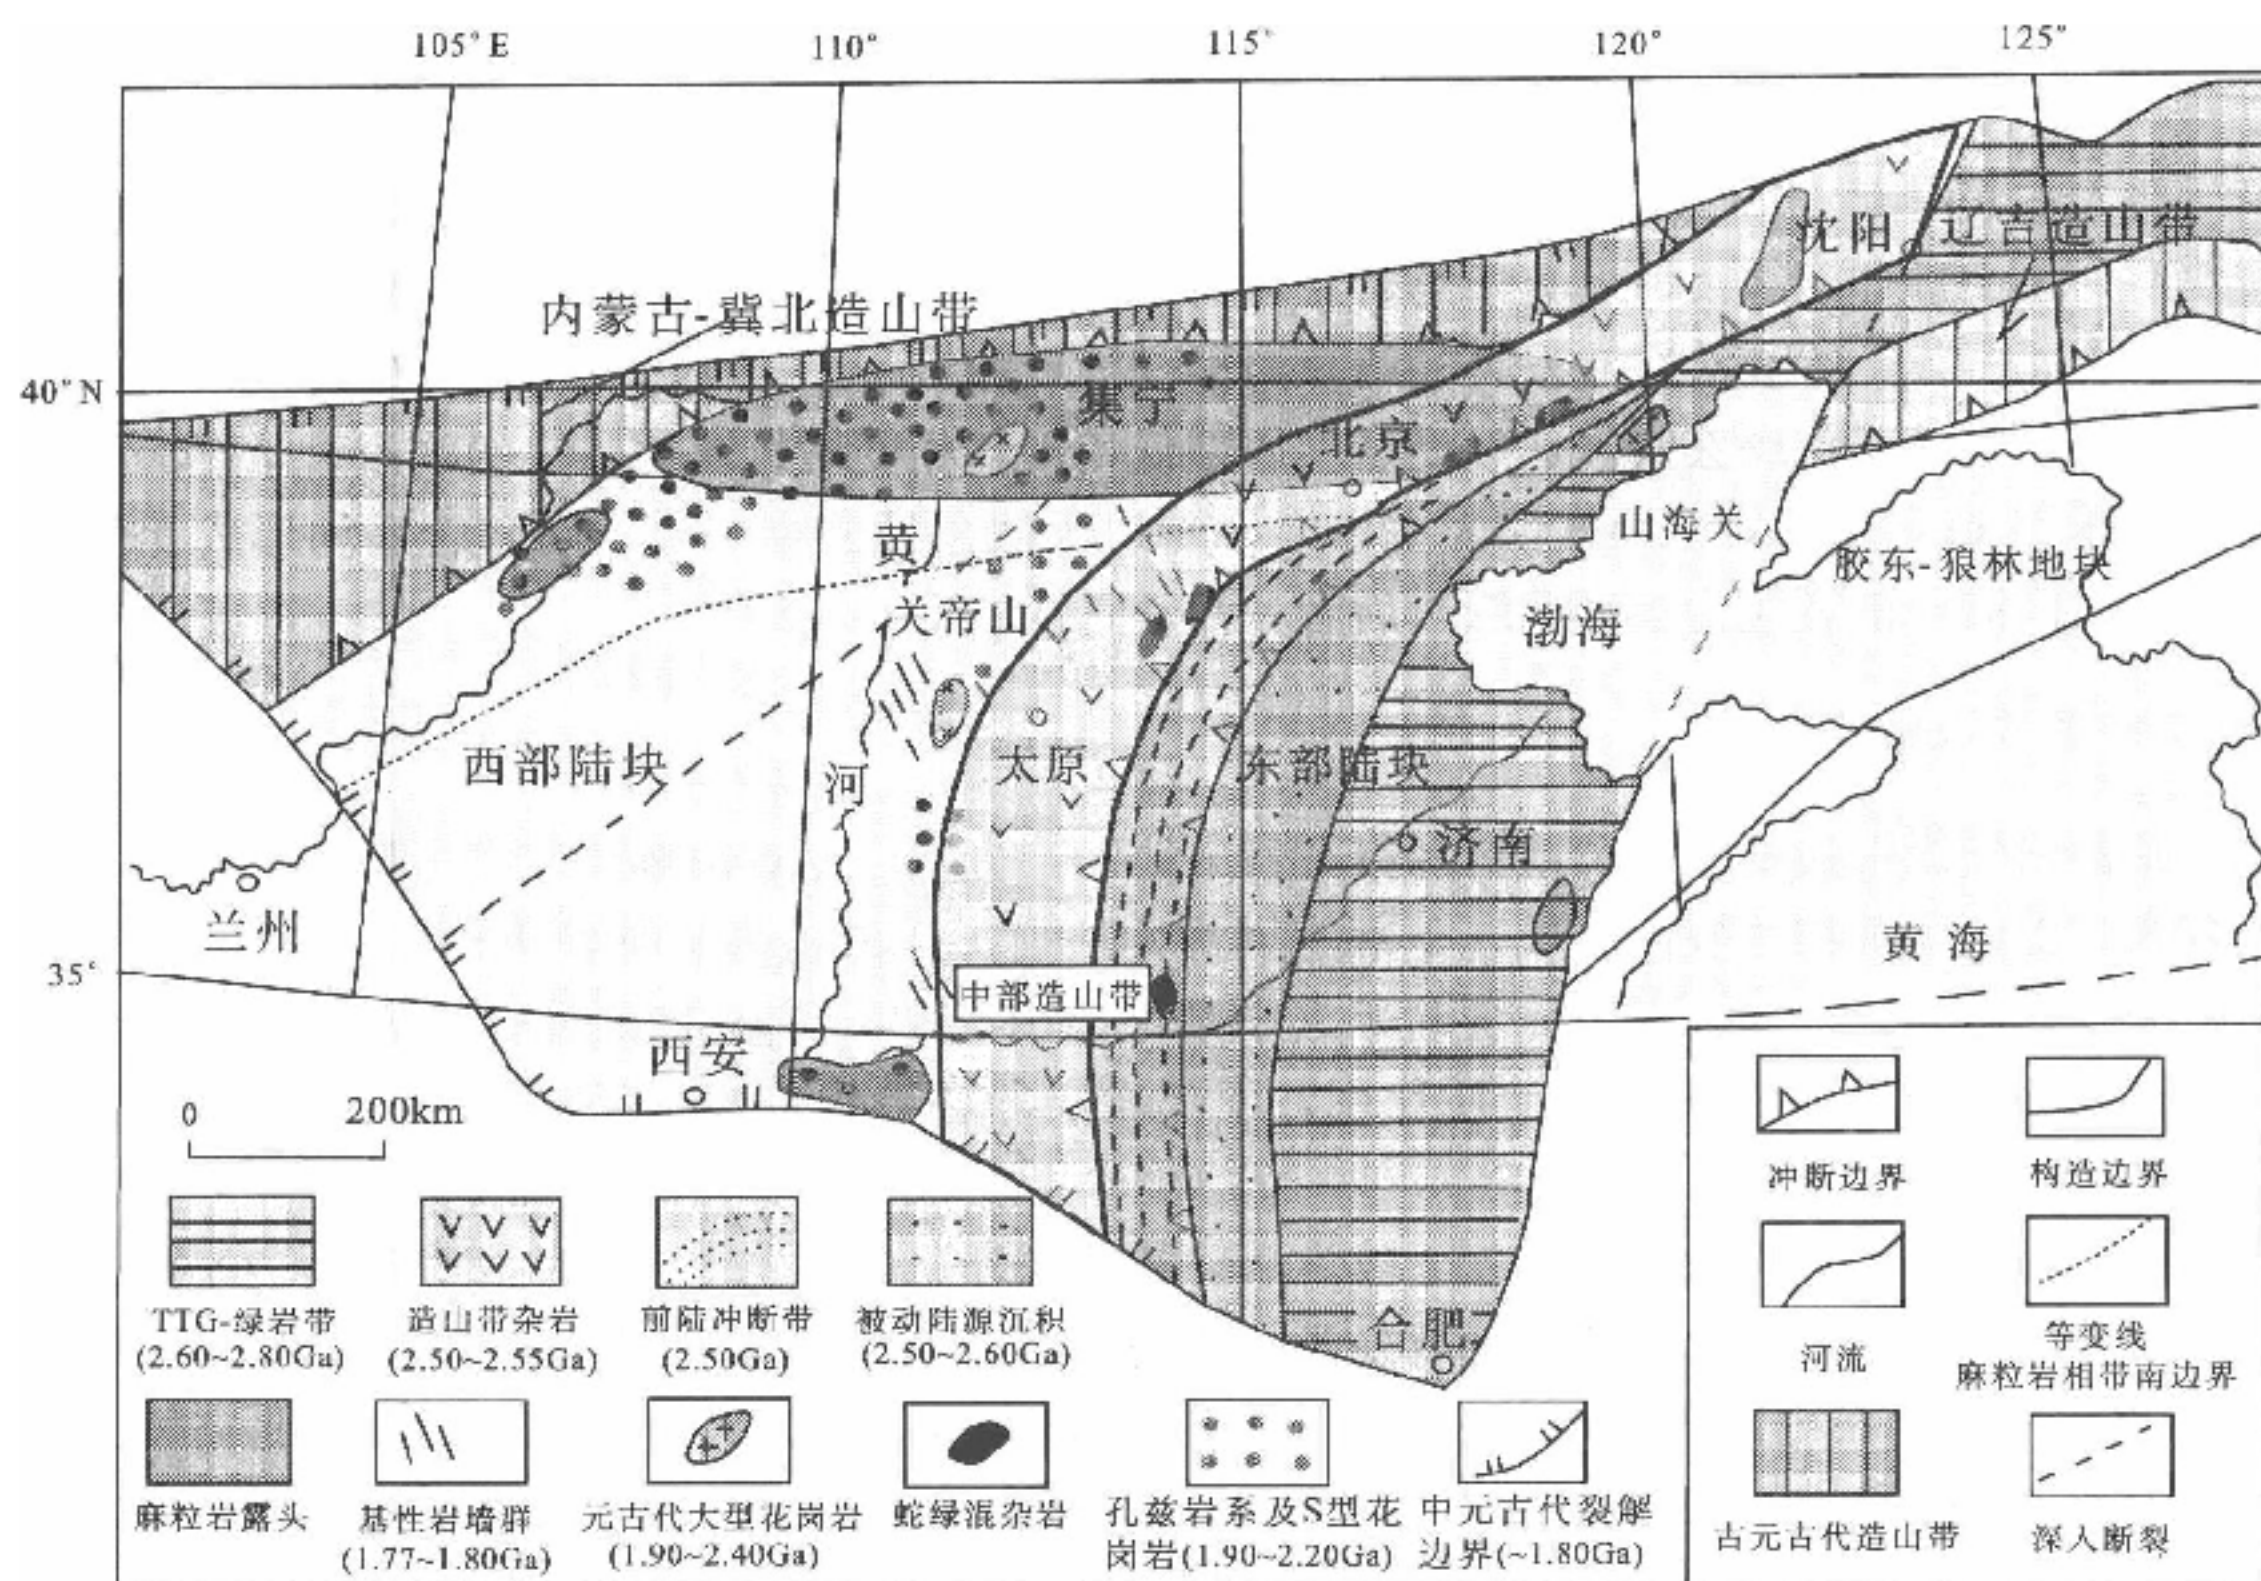 105°E 110° 115° 120° 125°
沈阳 辽吉造山带
内蒙古-冀北造山带
40°N
集宁
北京
山海关
黄
胶东-狼林地块
关帝山
渤海
西部陆块
河
太原
东部陆块
济南
兰州
黄海
35°
中部造山带
西安
0 200km
合肥
TTG-绿岩带
(2.60~2.80Ga)
造山带杂岩
(2.50~2.55Ga)
前陆冲断带
(2.50Ga)
被动陆源沉积
(2.50~2.60Ga)
麻粒岩露头
基性岩墙群
(1.77~1.80Ga)
元古代大型花岗岩
(1.90~2.40Ga)
蛇绿混杂岩
孔兹岩系及S型花
岗岩(1.90~2.20Ga)
中元古代裂解
边界(~1.80Ga)
冲断边界
构造边界
河流
等变线
麻粒岩相带南边界
古元古代造山带
深入断裂